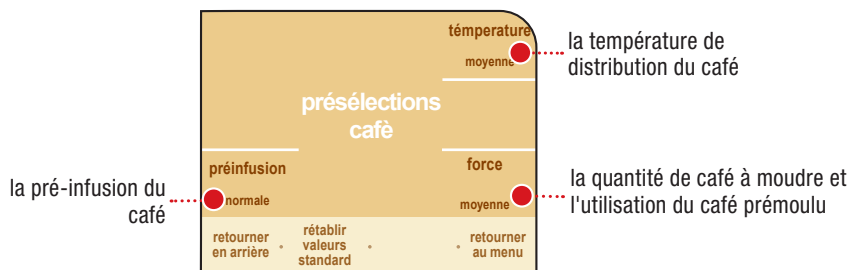 témperature
moyenne
la température de
distribution du café
présélections
cafè
préinfusion
normale
la pré-infusion du
café
force
moyenne
la quantité de café à moudre et
l'utilisation du café prémoulu
retourner
en arrière
rétablir
valeurs
standard
retourner
au menu